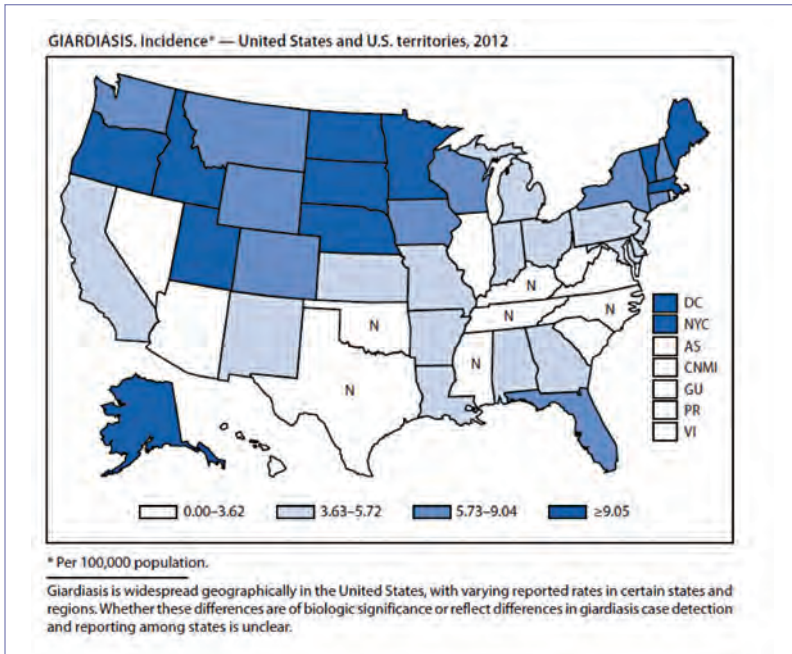 GIARDIASIS. Incidence* — United States and U.S. territories, 2012
N
N
N
N
N
N
DC
NYC
AS
CNMI
GU
PR
VI
0.00–3.62
3.63–5.72
5.73–9.04
≥9.05
* Per 100,000 population.
Giardiasis is widespread geographically in the United States, with varying reported rates in certain states and
regions. Whether these differences are of biologic significance or reflect differences in giardiasis case detection
and reporting among states is unclear.